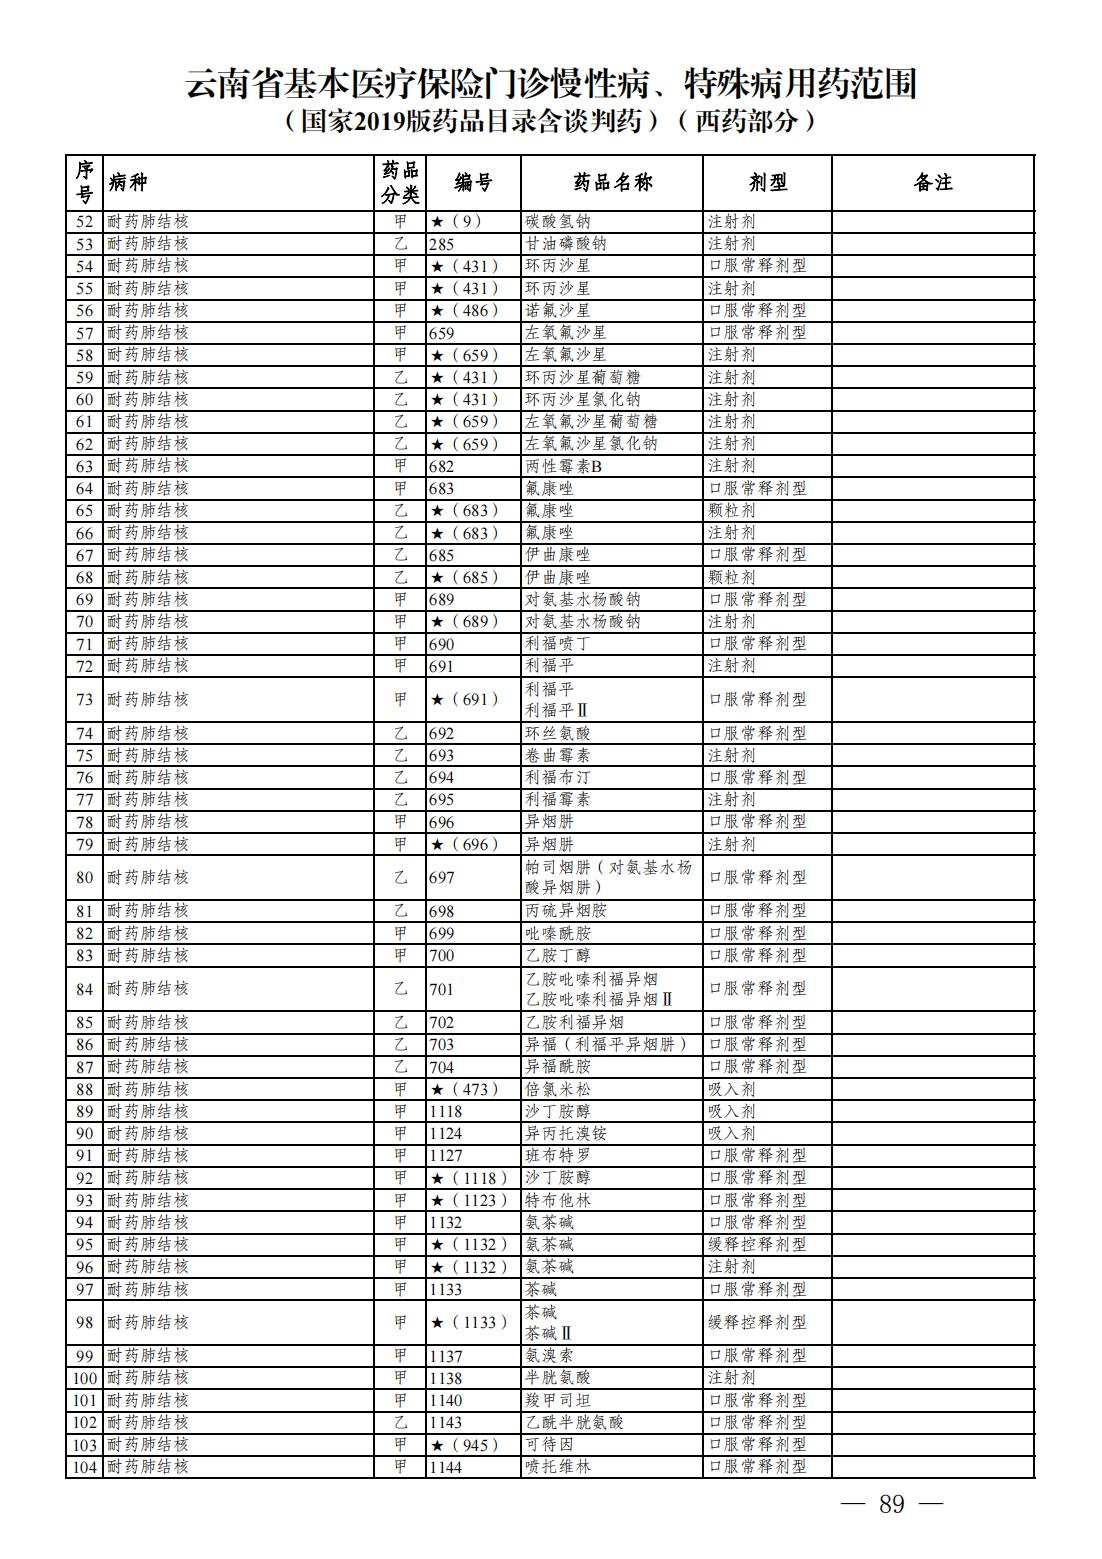 云南省基本医疗保险门诊慢性病、特殊病用药范围
（国家2019版药品目录含谈判药）（西药部分）
序号 病种 药品分类 编号 药品名称 剂型 备注
52 耐药肺结核 甲 ★（9） 碳酸氢钠 注射剂
53 耐药肺结核 乙 285 甘油磷酸钠 注射剂
54 耐药肺结核 甲 ★（431） 环丙沙星 口服常释剂型
55 耐药肺结核 甲 ★（431） 环丙沙星 注射剂
56 耐药肺结核 甲 ★（486） 诺氟沙星 口服常释剂型
57 耐药肺结核 甲 659 左氧氟沙星 口服常释剂型
58 耐药肺结核 甲 ★（659） 左氧氟沙星 注射剂
59 耐药肺结核 乙 ★（431） 环丙沙星葡萄糖 注射剂
60 耐药肺结核 乙 ★（431） 环丙沙星氯化钠 注射剂
61 耐药肺结核 乙 ★（659） 左氧氟沙星葡萄糖 注射剂
62 耐药肺结核 乙 ★（659） 左氧氟沙星氯化钠 注射剂
63 耐药肺结核 甲 682 两性霉素B 注射剂
64 耐药肺结核 甲 683 氟康唑 口服常释剂型
65 耐药肺结核 乙 ★（683） 氟康唑 颗粒剂
66 耐药肺结核 乙 ★（683） 氟康唑 注射剂
67 耐药肺结核 乙 685 伊曲康唑 口服常释剂型
68 耐药肺结核 乙 ★（685） 伊曲康唑 颗粒剂
69 耐药肺结核 甲 689 对氨基水杨酸钠 口服常释剂型
70 耐药肺结核 甲 ★（689） 对氨基水杨酸钠 注射剂
71 耐药肺结核 甲 690 利福喷丁 口服常释剂型
72 耐药肺结核 甲 691 利福平 注射剂
73 耐药肺结核 甲 ★（691） 利福平
利福平Ⅱ 口服常释剂型
74 耐药肺结核 乙 692 环丝氨酸 口服常释剂型
75 耐药肺结核 乙 693 卷曲霉素 注射剂
76 耐药肺结核 乙 694 利福布汀 口服常释剂型
77 耐药肺结核 乙 695 利福霉素 注射剂
78 耐药肺结核 甲 696 异烟肼 口服常释剂型
79 耐药肺结核 甲 ★（696） 异烟肼 注射剂
80 耐药肺结核 乙 697 帕司烟肼（对氨基水杨
酸异烟肼） 口服常释剂型
81 耐药肺结核 乙 698 丙硫异烟胺 口服常释剂型
82 耐药肺结核 甲 699 吡嗪酰胺 口服常释剂型
83 耐药肺结核 甲 700 乙胺丁醇 口服常释剂型
84 耐药肺结核 乙 701 乙胺吡嗪利福异烟
乙胺吡嗪利福异烟Ⅱ 口服常释剂型
85 耐药肺结核 乙 702 乙胺利福异烟 口服常释剂型
86 耐药肺结核 乙 703 异福（利福平异烟肼） 口服常释剂型
87 耐药肺结核 乙 704 异福酰胺 口服常释剂型
88 耐药肺结核 甲 ★（473） 倍氯米松 吸入剂
89 耐药肺结核 甲 1118 沙丁胺醇 吸入剂
90 耐药肺结核 甲 1124 异丙托溴铵 吸入剂
91 耐药肺结核 甲 1127 班布特罗 口服常释剂型
92 耐药肺结核 甲 ★（1118） 沙丁胺醇 口服常释剂型
93 耐药肺结核 甲 ★（1123） 特布他林 口服常释剂型
94 耐药肺结核 甲 1132 氨茶碱 口服常释剂型
95 耐药肺结核 甲 ★（1132） 氨茶碱 缓释控释剂型
96 耐药肺结核 甲 ★（1132） 氨茶碱 注射剂
97 耐药肺结核 甲 1133 茶碱 口服常释剂型
98 耐药肺结核 甲 ★（1133） 茶碱
茶碱Ⅱ 缓释控释剂型
99 耐药肺结核 甲 1137 氨溴索 口服常释剂型
100 耐药肺结核 甲 1138 半胱氨酸 注射剂
101 耐药肺结核 甲 1140 羧甲司坦 口服常释剂型
102 耐药肺结核 乙 1143 乙酰半胱氨酸 口服常释剂型
103 耐药肺结核 甲 ★（945） 可待因 口服常释剂型
104 耐药肺结核 甲 1144 喷托维林 口服常释剂型
— 89 —